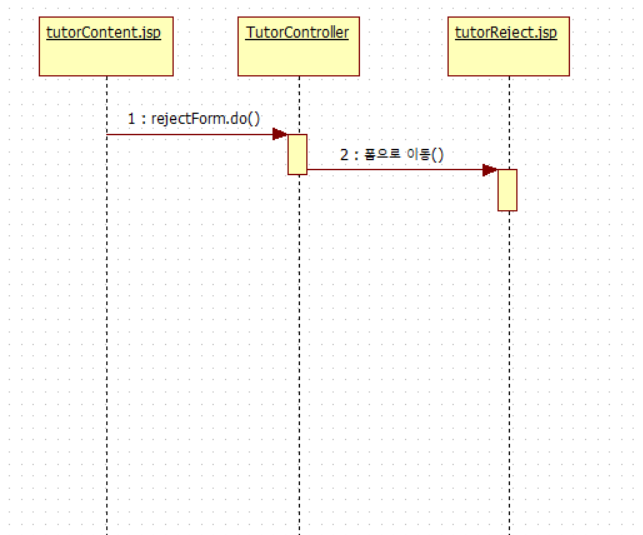 tutorContent.jsp
TutorController
tutorReject.jsp
1 : rejectForm.do()
2 :폼으로 이동()